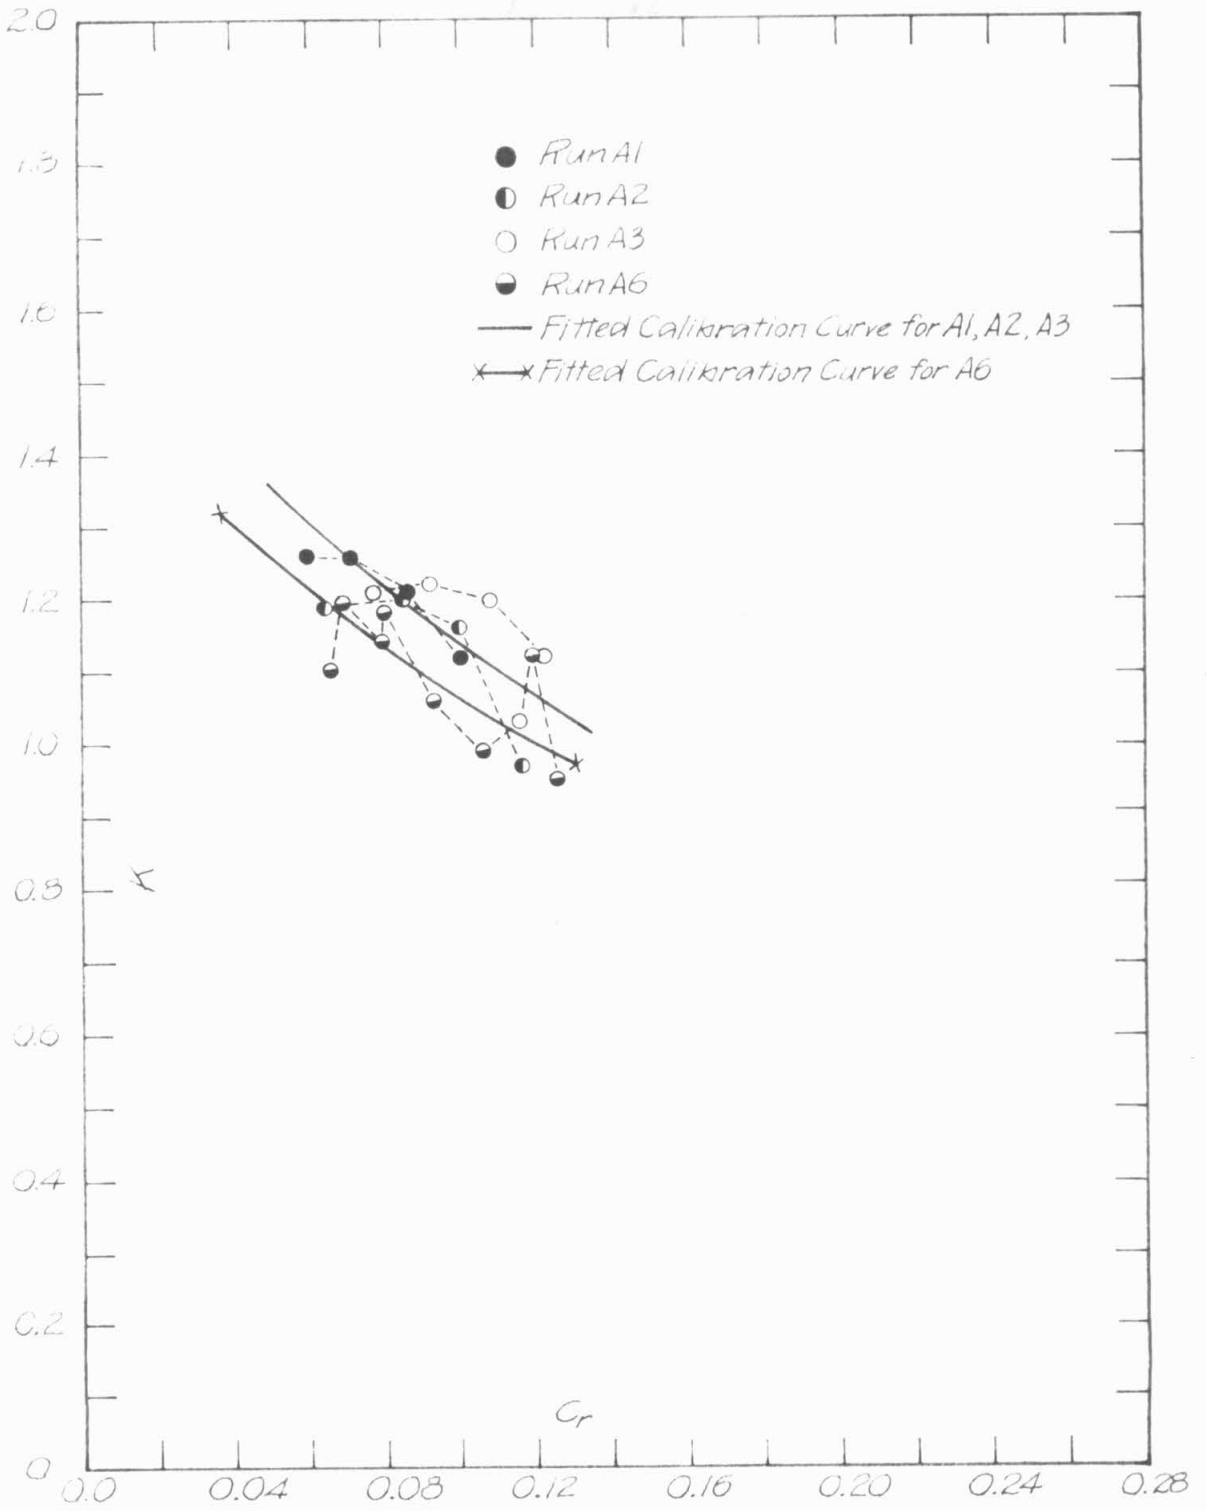 2.0
1.8
1.6
1.4
1.2
1.0
0.8
0.6
0.4
0.2
0
Run A1
Run A2
Run A3
Run A6
Fitted Calibration Curve for A1, A2, A3
Fitted Calibration Curve for A6
K
Cr
0.0 0.04 0.08 0.12 0.16 0.20 0.24 0.28